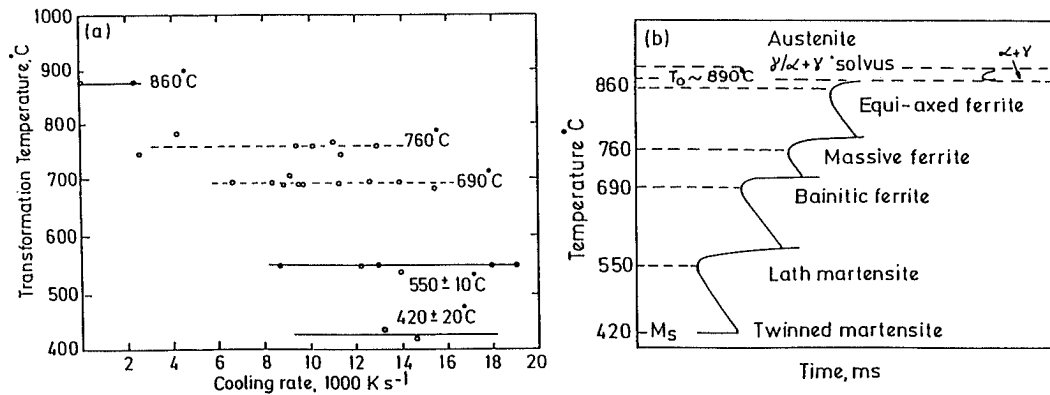 (a)
Transformation Temperature, °C
1000
900
800
700
600
500
400
860°C
760°C
690°C
550 ± 10°C
420 ± 20°C
2 4 6 8 10 12 14 16 18 20
Cooling rate, 1000 K s⁻¹
(b)
Austenite
γ/α+γ solvus
α+γ
T₀ ~ 890°C
Temperature °C
860
760
690
550
420
Equi-axed ferrite
Massive ferrite
Bainitic ferrite
Lath martensite
Mₛ
Twinned martensite
Time, ms